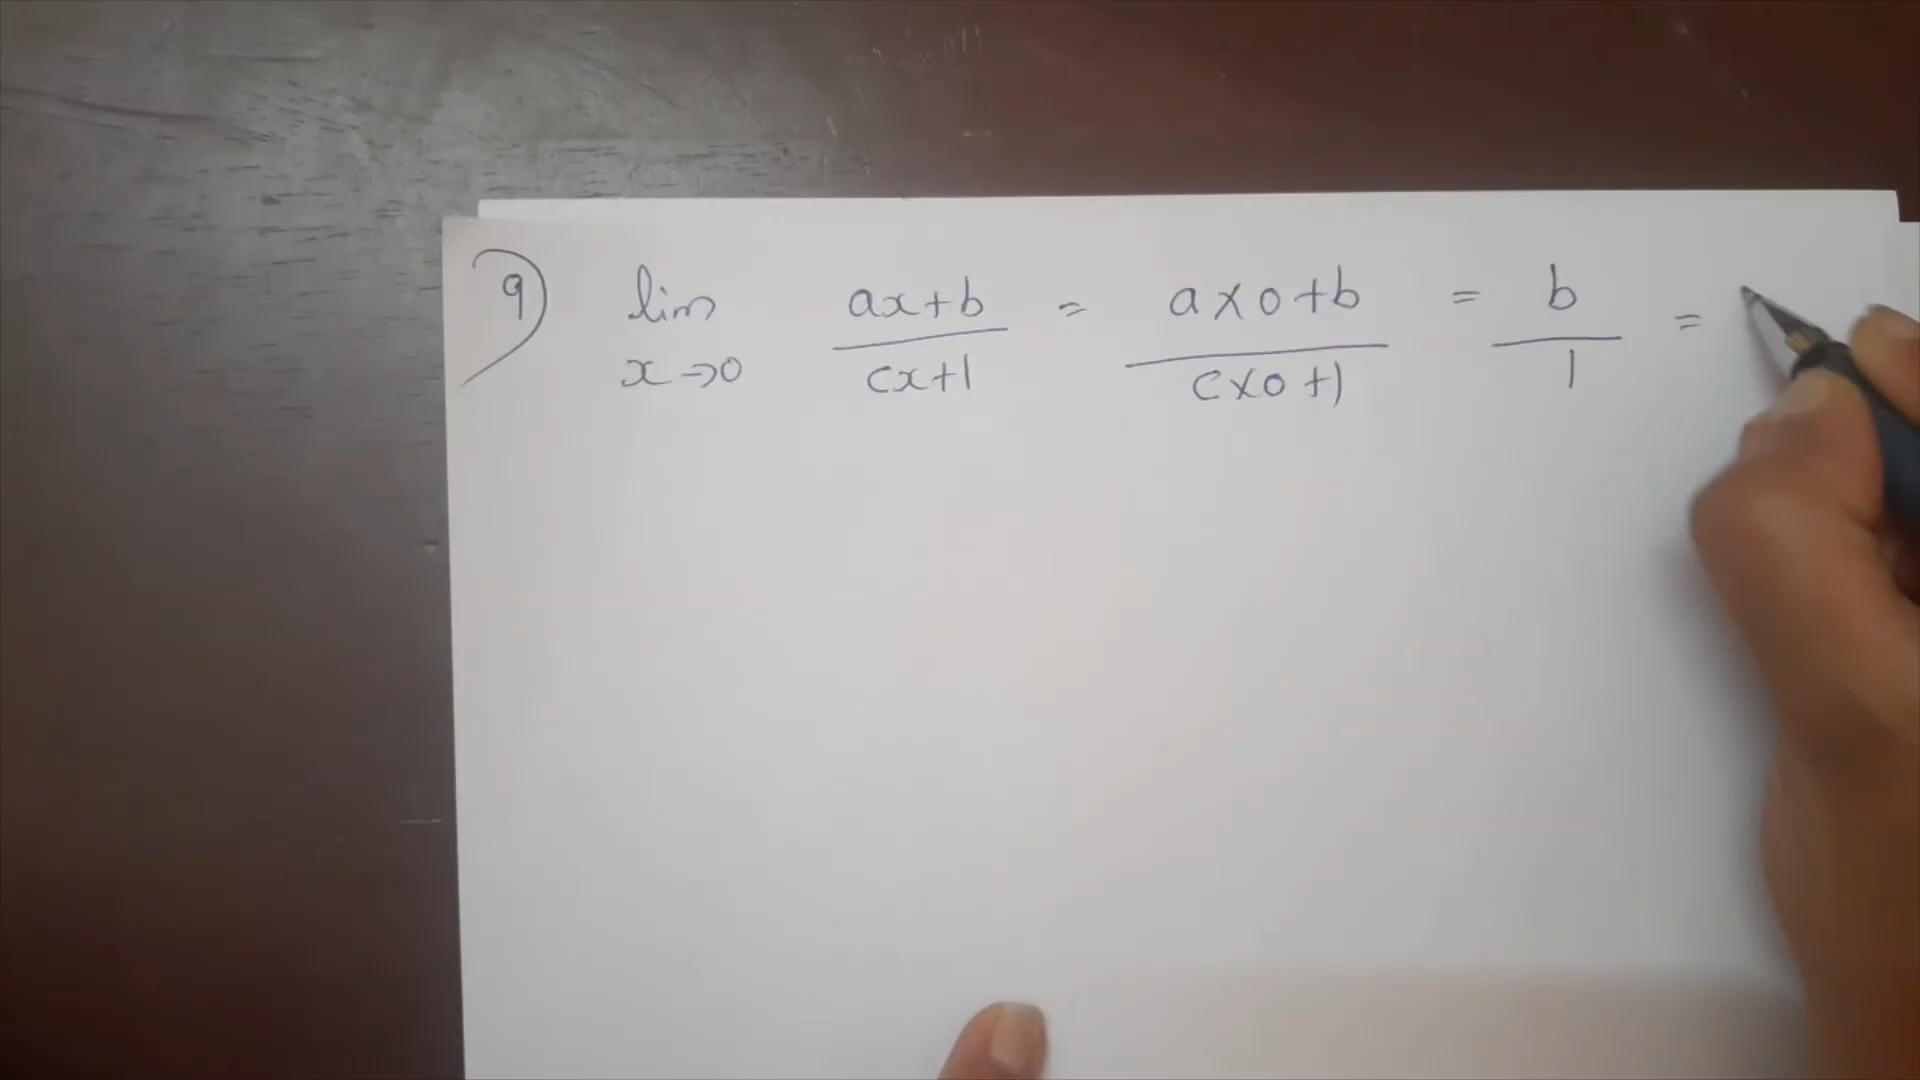 9) lim ax+b = a×0+b = b =
x→0 cx+1 c×0+1 1